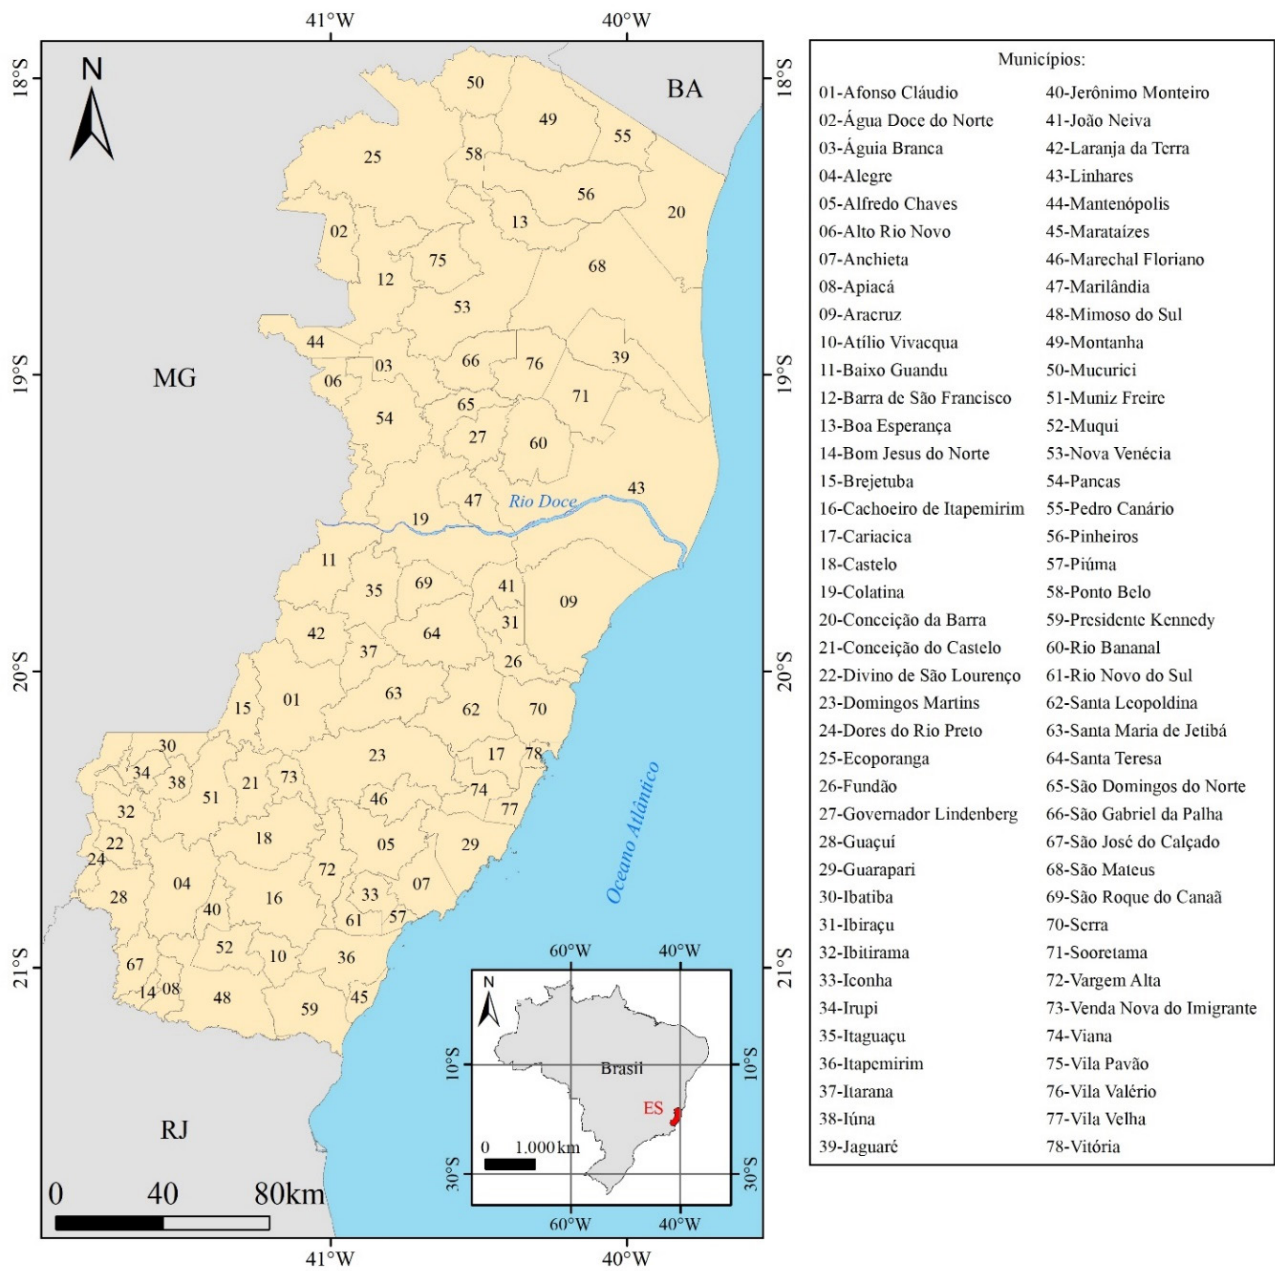 41°W 40°W
18°S 18°S
N
BA
50
49
55
25
58
56
20
13
02
75
68
12
53
44
39
MG
66
76
03
19°S 19°S
06
71
65
54
27
60
43
Rio Doce
47
19
11
69
41
35
09
31
42
64
37
26
20°S 20°S
63
01
15
62
70
30
23
17
78
34
73
38
21
74
51
46
77
32
18
22
05
29
24
72
04
07
28
33
16
40
57
61
52
10
36
67
21°S 21°S
08
14
48
45
59
Oceano Atlântico
RJ
0 40 80km
41°W 40°W
60°W 40°W
N
Brasil
10°S 10°S
ES
0 1.000 km
30°S 30°S
60°W 40°W
Municípios:
01-Afonso Cláudio
02-Água Doce do Norte
03-Águia Branca
04-Alegre
05-Alfredo Chaves
06-Alto Rio Novo
07-Anchieta
08-Apiacá
09-Aracruz
10-Atílio Vivacqua
11-Baixo Guandu
12-Barra de São Francisco
13-Boa Esperança
14-Bom Jesus do Norte
15-Brejetuba
16-Cachoeiro de Itapemirim
17-Cariacica
18-Castelo
19-Colatina
20-Conceição da Barra
21-Conceição do Castelo
22-Divino de São Lourenço
23-Domingos Martins
24-Dores do Rio Preto
25-Ecoporanga
26-Fundão
27-Governador Lindenberg
28-Guaçuí
29-Guarapari
30-Ibatiba
31-Ibiraçu
32-Ibitirama
33-Iconha
34-Irupi
35-Itaguaçu
36-Itapemirim
37-Itarana
38-Iúna
39-Jaguaré
40-Jerônimo Monteiro
41-João Neiva
42-Laranja da Terra
43-Linhares
44-Mantenópolis
45-Marataízes
46-Marechal Floriano
47-Marilândia
48-Mimoso do Sul
49-Montanha
50-Mucurici
51-Muniz Freire
52-Muqui
53-Nova Venécia
54-Pancas
55-Pedro Canário
56-Pinheiros
57-Piúma
58-Ponto Belo
59-Presidente Kennedy
60-Rio Bananal
61-Rio Novo do Sul
62-Santa Leopoldina
63-Santa Maria de Jetibá
64-Santa Teresa
65-São Domingos do Norte
66-São Gabriel da Palha
67-São José do Calçado
68-São Mateus
69-São Roque do Canaã
70-Serra
71-Sooretama
72-Vargem Alta
73-Venda Nova do Imigrante
74-Viana
75-Vila Pavão
76-Vila Valério
77-Vila Velha
78-Vitória